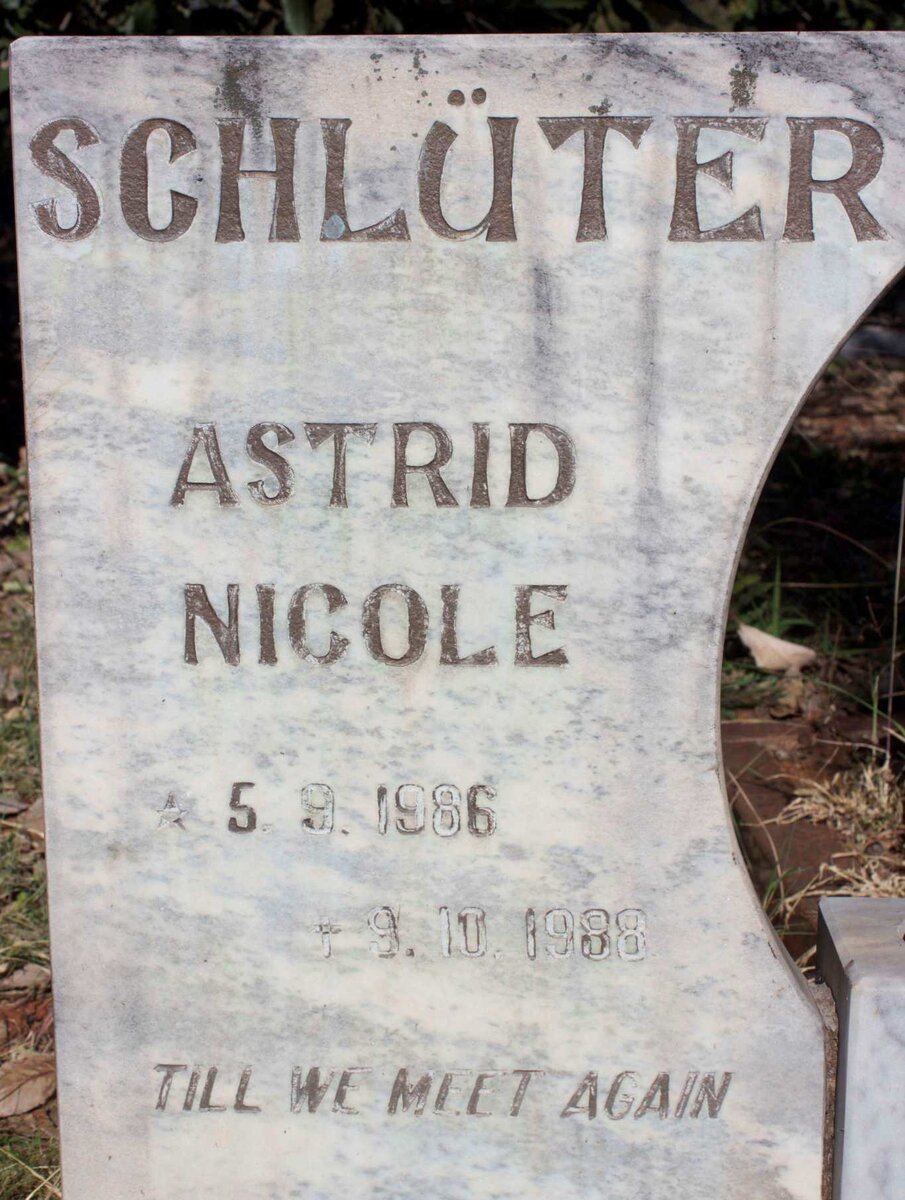 SCHLÜTER
ASTRID
NICOLE
☆ 5. 9. 1986
✝ 9. 10. 1988
TILL WE MEET AGAIN